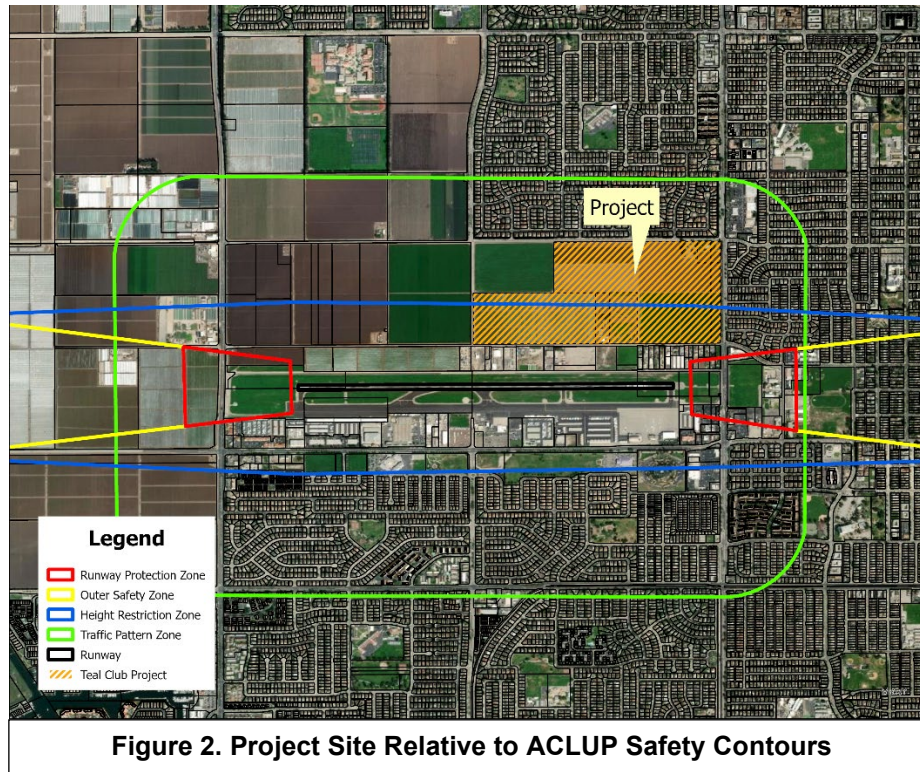 Project
Legend
Runway Protection Zone
Outer Safety Zone
Height Restriction Zone
Traffic Pattern Zone
Runway
Teal Club Project
Figure 2. Project Site Relative to ACLUP Safety Contours